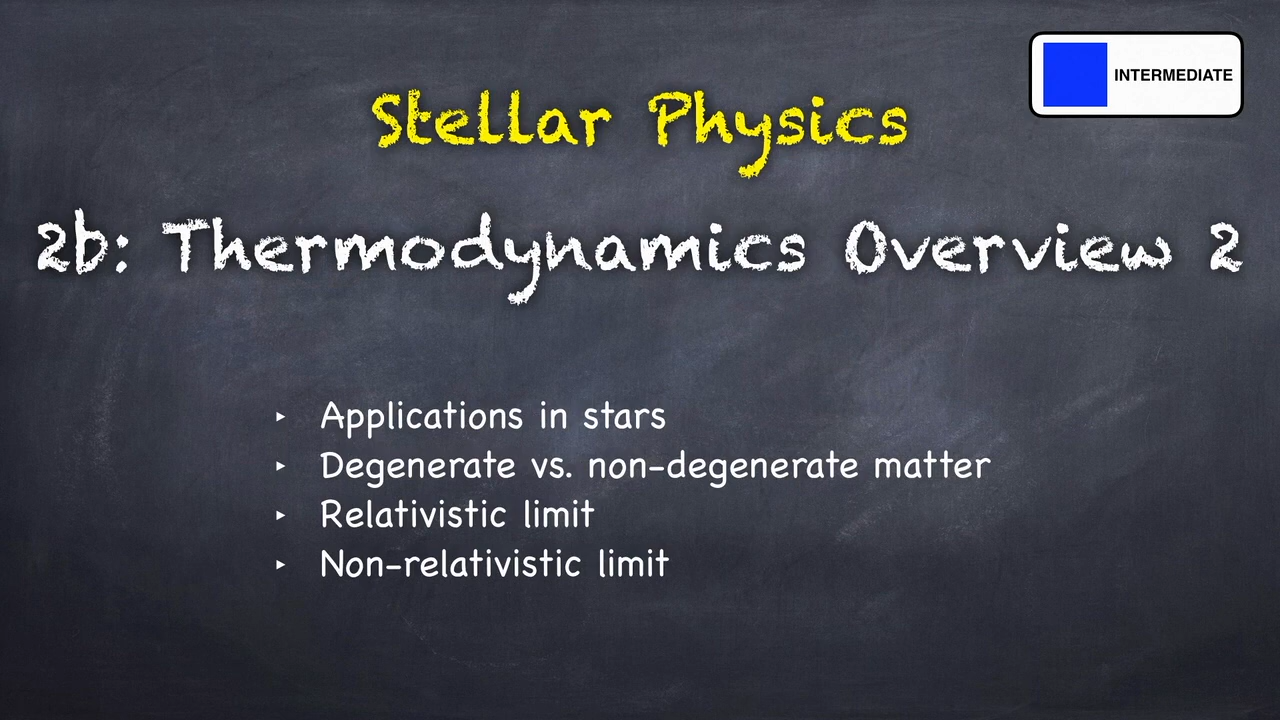 INTERMEDIATE
Stellar Physics
2b: Thermodynamics Overview 2
‣ Applications in stars
‣ Degenerate vs. non-degenerate matter
‣ Relativistic limit
‣ Non-relativistic limit